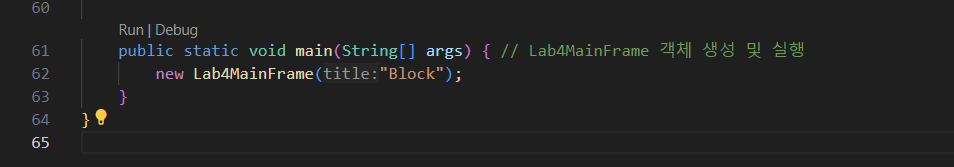 60
Run | Debug
61 public static void main(String[] args) { // Lab4MainFrame 객체 생성 및 실행
62 new Lab4MainFrame(title:"Block");
63 }
64 }
65